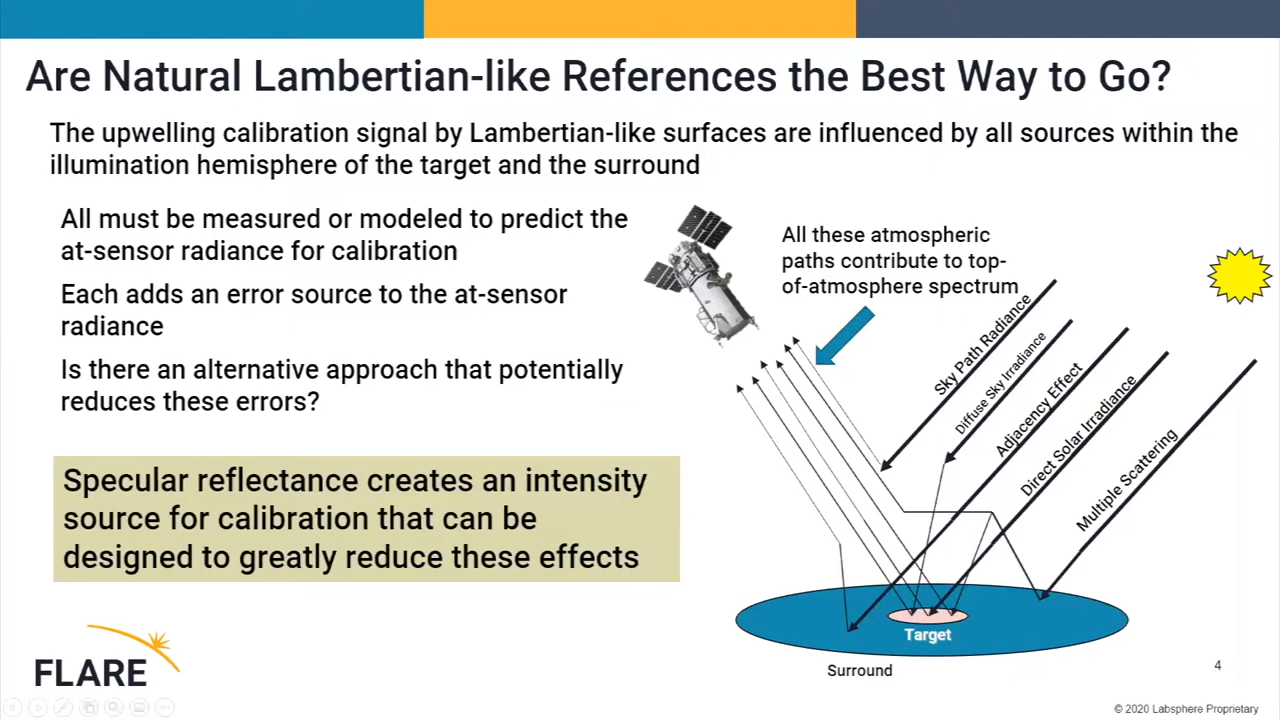 Are Natural Lambertian-like References the Best Way to Go?
The upwelling calibration signal by Lambertian-like surfaces are influenced by all sources within the
illumination hemisphere of the target and the surround
All must be measured or modeled to predict the
at-sensor radiance for calibration
Each adds an error source to the at-sensor
radiance
Is there an alternative approach that potentially
reduces these errors?
Specular reflectance creates an intensity
source for calibration that can be
designed to greatly reduce these effects
All these atmospheric
paths contribute to top-
of-atmosphere spectrum
Sky Path Radiance
Diffuse Sky Irradiance
Adjacency Effect
Direct Solar Irradiance
Multiple Scattering
Target
Surround
FLARE
4
© 2020 Labsphere Proprietary